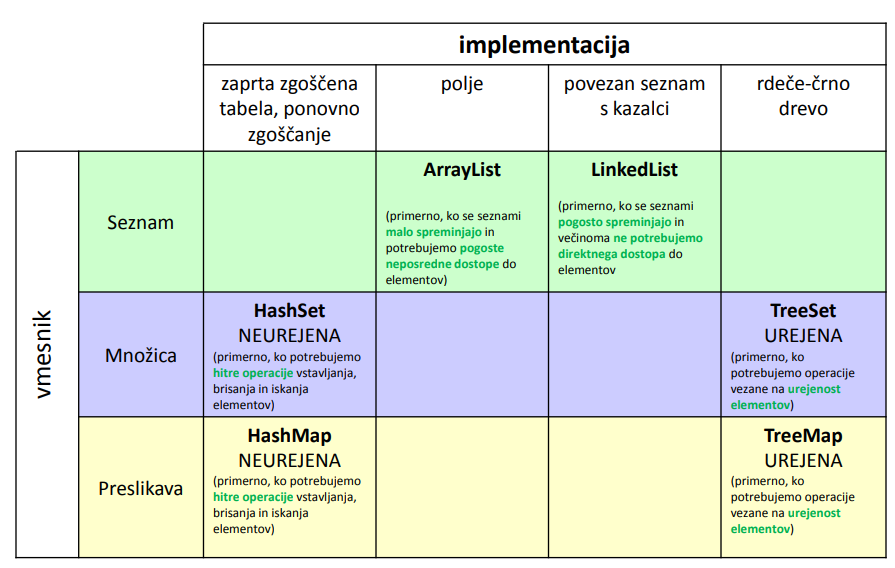 implementacija
zaprta zgoščena
tabela, ponovno
zgoščanje
polje
povezan seznam
s kazalci
rdeče-črno
drevo
vmesnik
Seznam
ArrayList
(primerno, ko se seznami
malo spreminjajo in
potrebujemo pogoste
neposredne dostope do
elementov)
LinkedList
(primerno, ko se seznami
pogosto spreminjajo in
večinoma ne potrebujemo
direktnega dostopa do
elementov
Množica
HashSet
NEUREJENA
(primerno, ko potrebujemo
hitre operacije vstavljanja,
brisanja in iskanja
elementov)
TreeSet
UREJENA
(primerno, ko
potrebujemo operacije
vezane na urejenost
elementov)
Preslikava
HashMap
NEUREJENA
(primerno, ko potrebujemo
hitre operacije vstavljanja,
brisanja in iskanja
elementov)
TreeMap
UREJENA
(primerno, ko
potrebujemo operacije
vezane na urejenost
elementov)